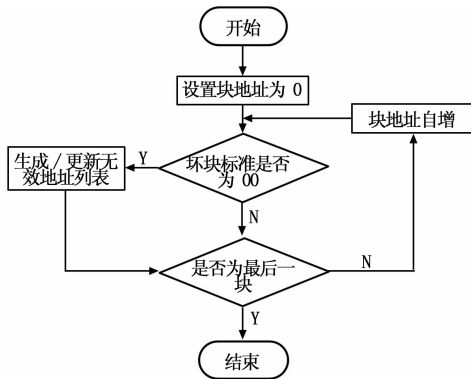 开始
设置块地址为 0
块地址自增
环块标准是否
为 00
Y
生成/更新无
效地址列表
N
是否为最后一
块
N
Y
结束